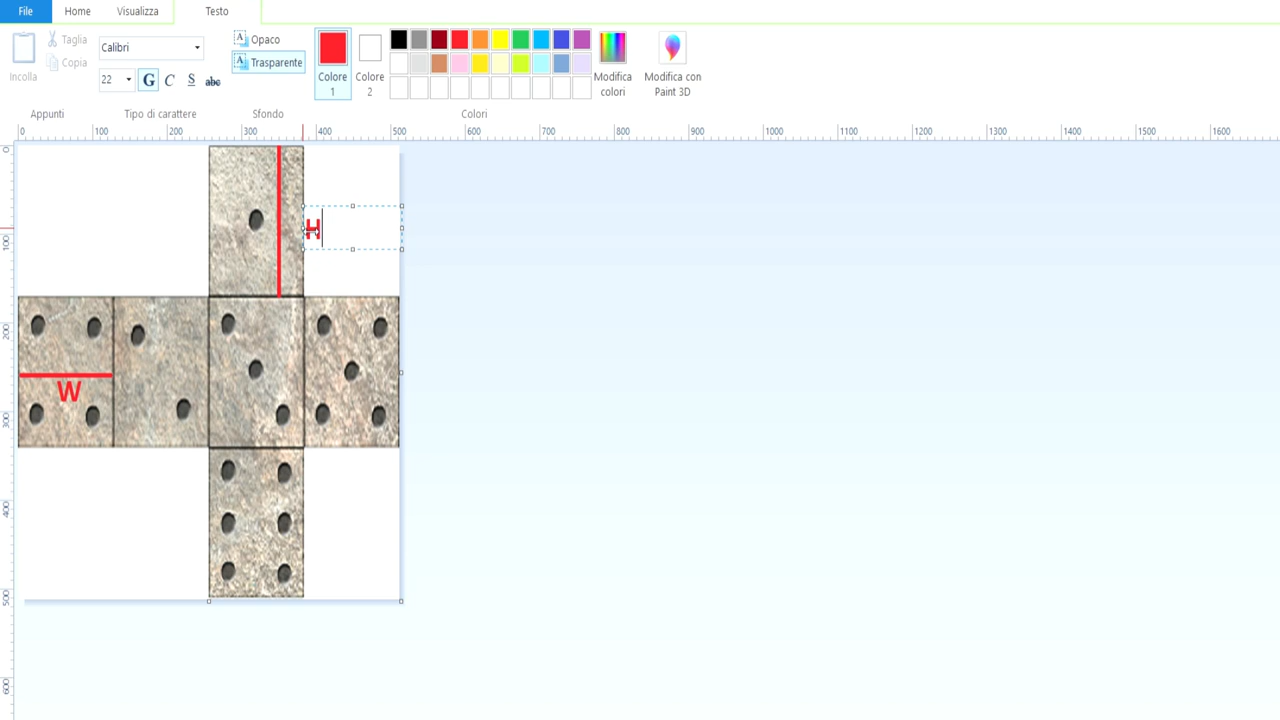 File Home Visualizza Testo
Taglia Calibri Opaco
Copia Trasparente
Incolla 22 G C S abc Colore 1 Colore 2 Modifica colori Modifica con Paint 3D
Appunti Tipo di carattere Sfondo Colori
0 100 200 300 400 500 600 700 800 900 1000 1100 1200 1300 1400 1500 1600
0
100
200
300
400
500
600
H
W